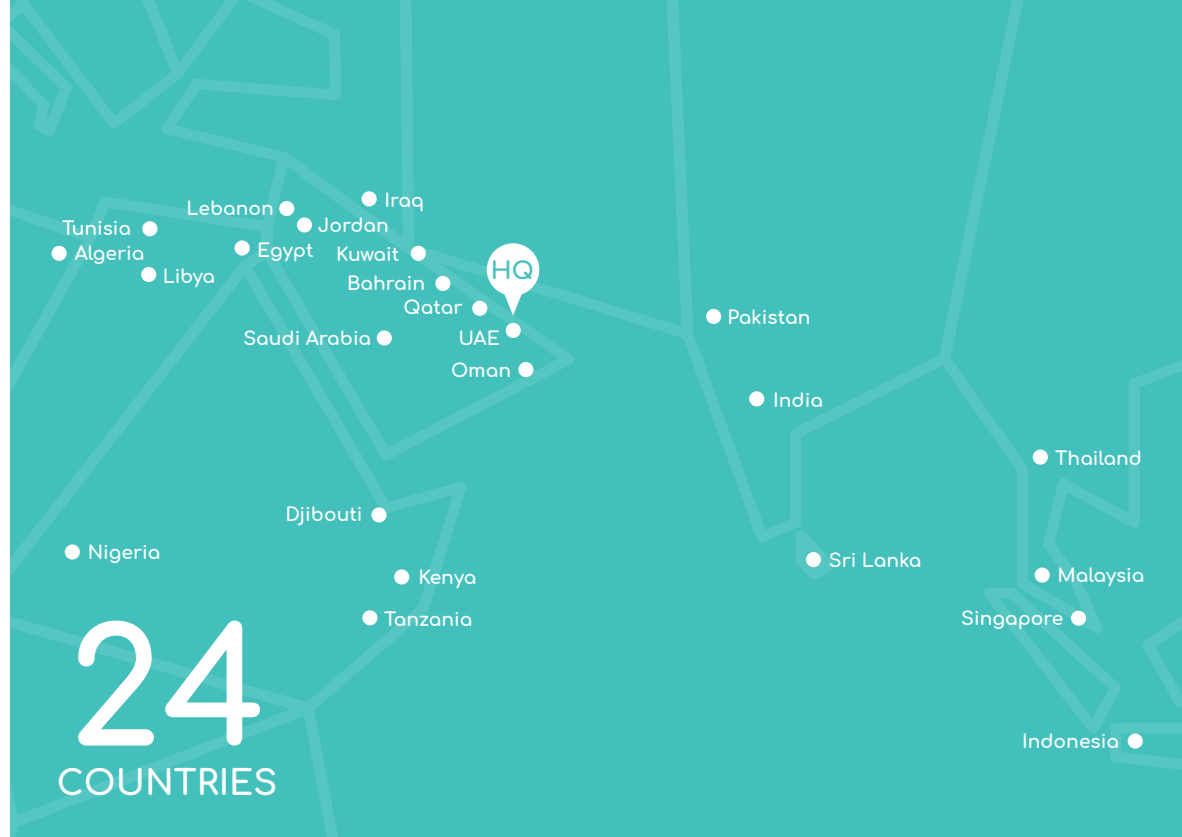 Iraq
Lebanon
Jordan
Tunisia
Algeria
Egypt
Kuwait
Libya
HQ
Bahrain
Qatar
Saudi Arabia
UAE
Oman
Pakistan
India
Thailand
Djibouti
Nigeria
Kenya
Sri Lanka
Malaysia
Tanzania
Singapore
Indonesia
24
COUNTRIES